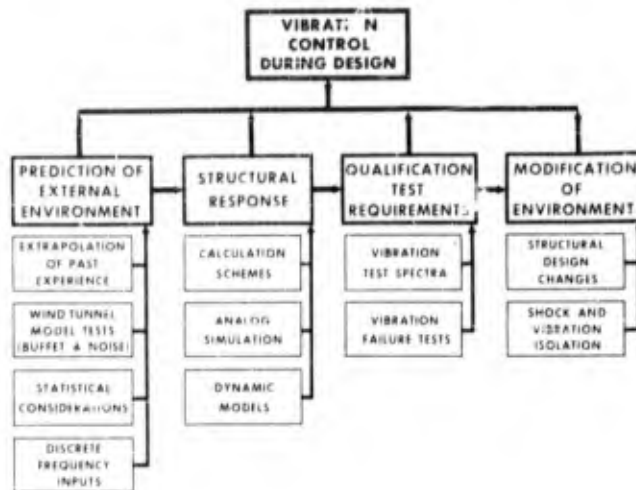 VIBRATION
CONTROL
DURING DESIGN
PREDICTION OF
EXTERNAL
ENVIRONMENT
STRUCTURAL
RESPONSE
QUALIFICATION
TEST
REQUIREMENTS
MODIFICATION
OF
ENVIRONMENT
EXTRAPOLATION
OF PAST
EXPERIENCE
CALCULATION
SCHEMES
VIBRATION
TEST SPECTRA
STRUCTURAL
DESIGN
CHANGES
WIND TUNNEL
MODEL TESTS
(BUFFET & NOISE)
ANALOG
SIMULATION
VIBRATION
FAILURE TESTS
SHOCK AND
VIBRATION
ISOLATION
STATISTICAL
CONSIDERATIONS
DYNAMIC
MODELS
DISCRETE
FREQUENCY
INPUTS